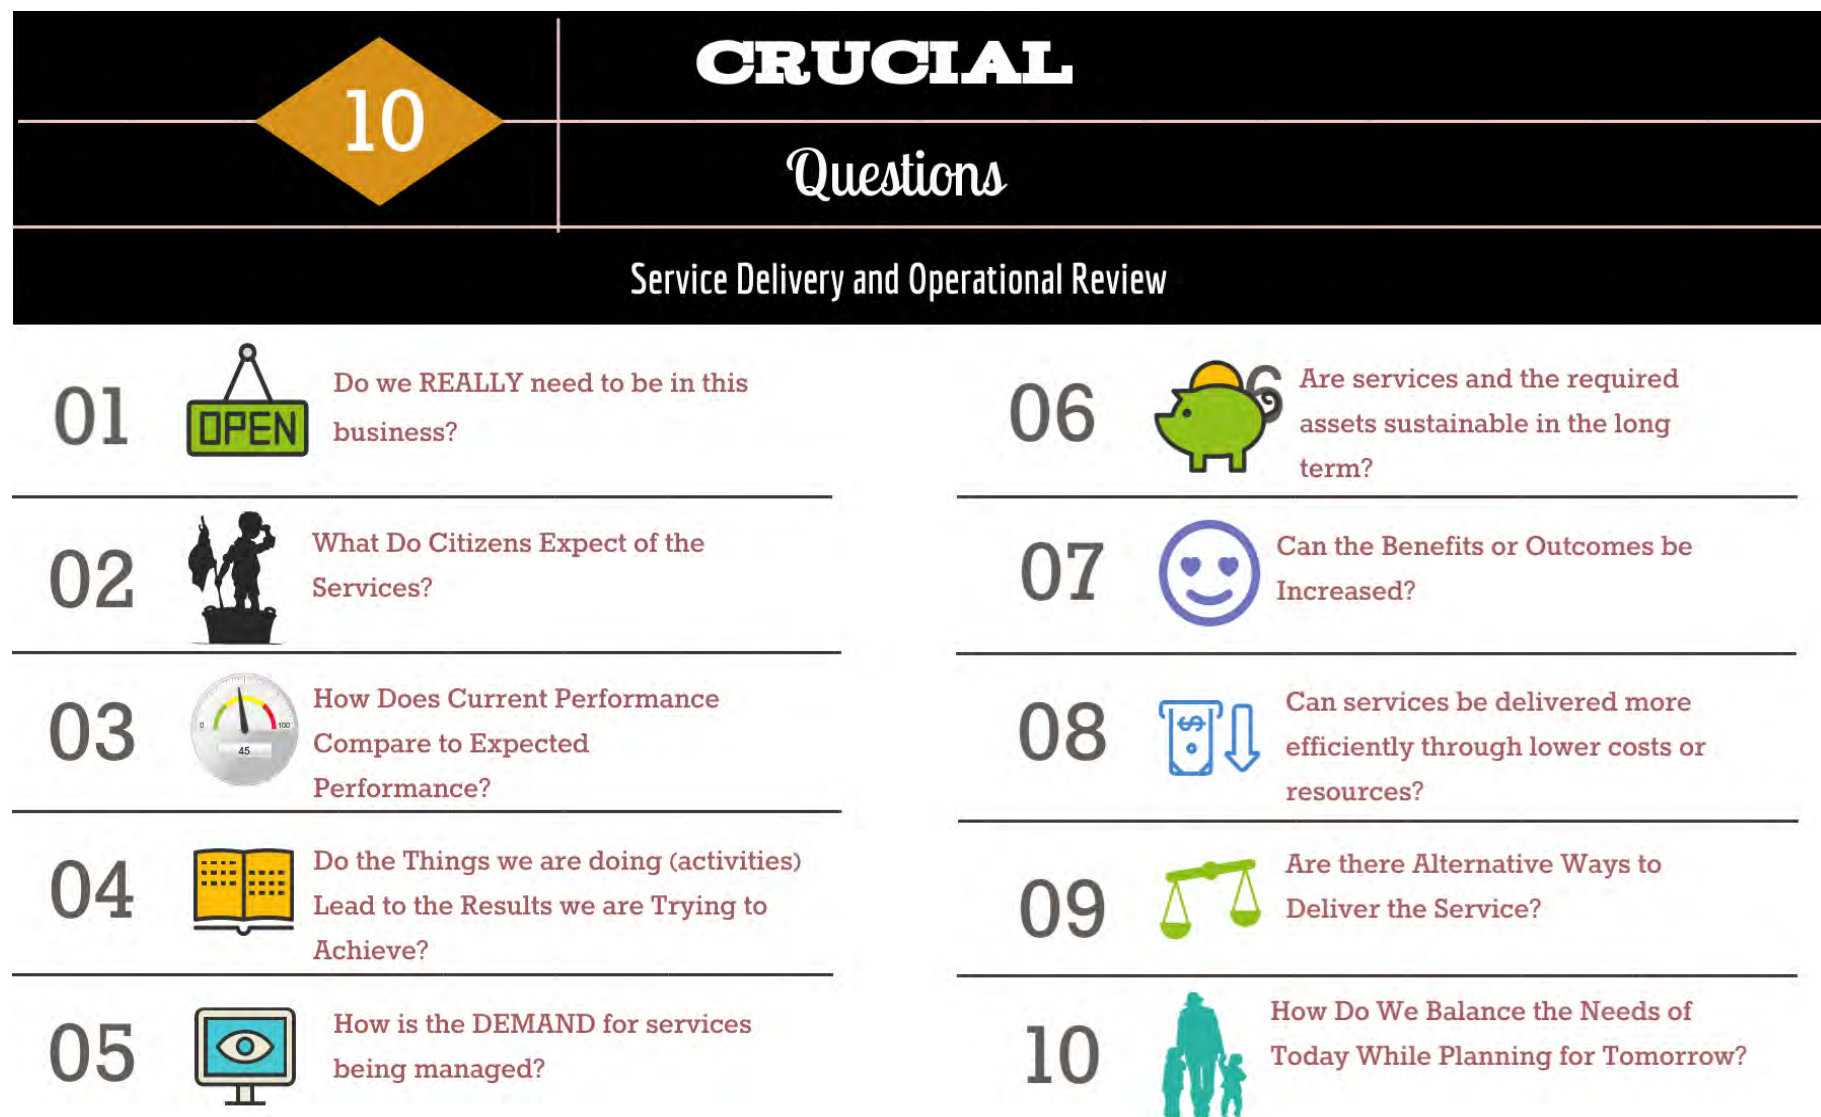 10
CRUCIAL
Questions
Service Delivery and Operational Review
01
OPEN
Do we REALLY need to be in this
business?
02
What Do Citizens Expect of the
Services?
03
0
100
45
How Does Current Performance
Compare to Expected
Performance?
04
Do the Things we are doing (activities)
Lead to the Results we are Trying to
Achieve?
05
How is the DEMAND for services
being managed?
06
6
Are services and the required
assets sustainable in the long
term?
07
Can the Benefits or Outcomes be
Increased?
08
$
Can services be delivered more
efficiently through lower costs or
resources?
09
Are there Alternative Ways to
Deliver the Service?
10
How Do We Balance the Needs of
Today While Planning for Tomorrow?